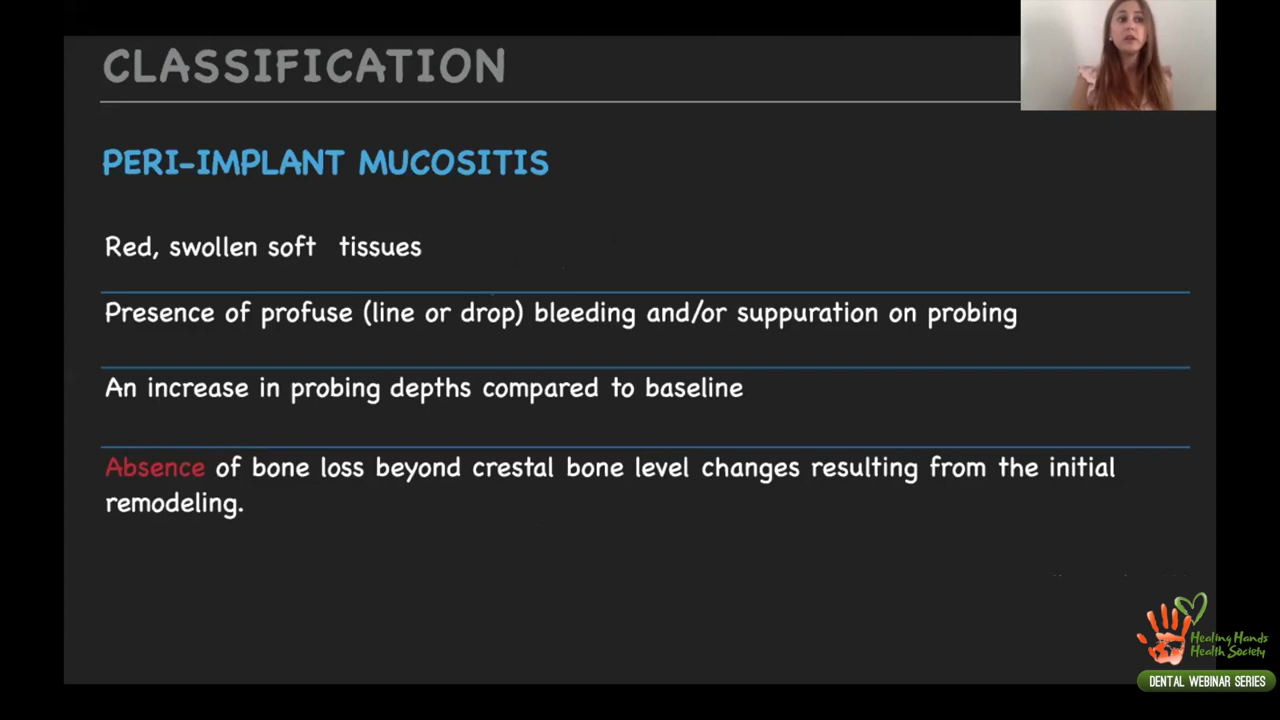 CLASSIFICATION
PERI-IMPLANT MUCOSITIS
Red, swollen soft tissues
Presence of profuse (line or drop) bleeding and/or suppuration on probing
An increase in probing depths compared to baseline
Absence of bone loss beyond crestal bone level changes resulting from the initial
remodeling.
Healing Hands
Health Society
DENTAL WEBINAR SERIES